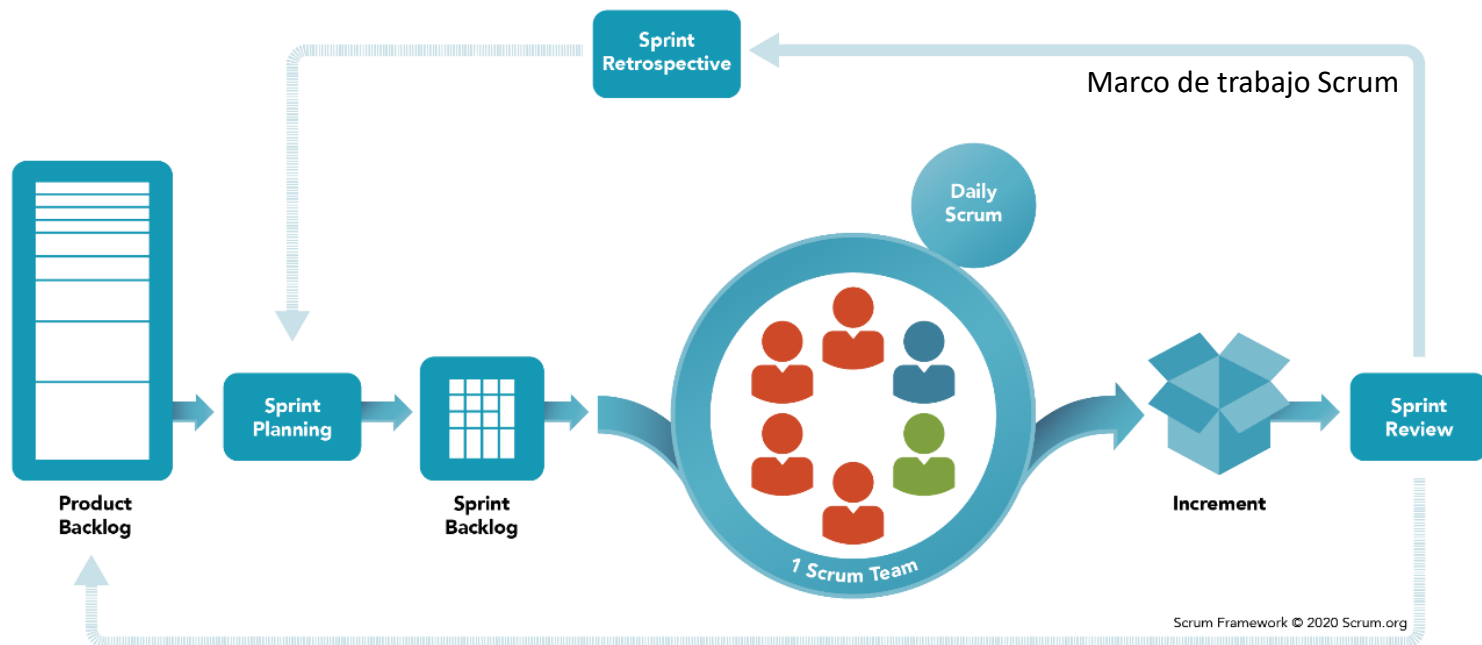 Sprint
Retrospective
Marco de trabajo Scrum
Daily
Scrum
Sprint
Planning
Sprint
Review
Product
Backlog
Sprint
Backlog
Increment
1 Scrum Team
Scrum Framework © 2020 Scrum.org